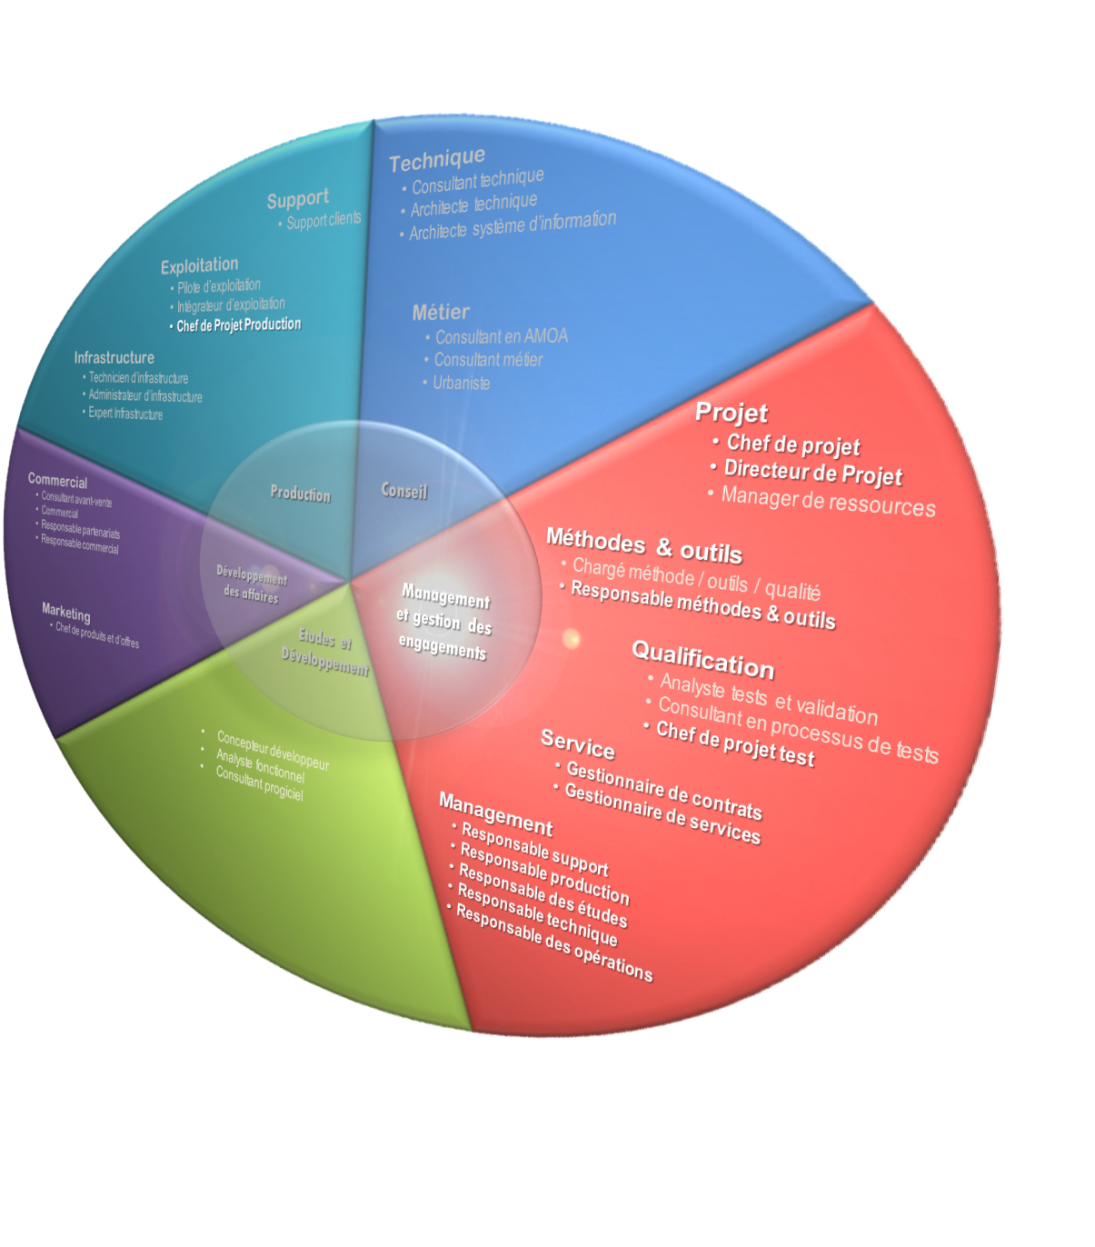 Technique
• Consultant technique
• Architecte technique
• Architecte système d'information
Métier
• Consultant en AMOA
• Consultant métier
• Urbaniste
Support
• Support clients
Exploitation
• Pilote d'exploitation
• Intégrateur d'exploitation
• Chef de Projet Production
Infrastructure
• Technicien d'infrastructure
• Administrateur d'infrastructure
• Expert Infrastructure
Commercial
• Consultant avant-vente
• Commercial
• Responsable partenariats
• Responsable commercial
Marketing
• Chef de produits et d'offres
Production
Conseil
Développement
des affaires
Etudes et
Développement
Management
et gestion des
engagements
• Concepteur développeur
• Analyste fonctionnel
• Consultant progiciel
Projet
• Chef de projet
• Directeur de Projet
• Manager de ressources
Méthodes & outils
• Chargé méthode / outils / qualité
• Responsable méthodes & outils
Qualification
• Analyste tests et validation
• Consultant en processus de tests
• Chef de projet test
Service
• Gestionnaire de contrats
• Gestionnaire de services
Management
• Responsable support
• Responsable production
• Responsable des études
• Responsable technique
• Responsable des opérations